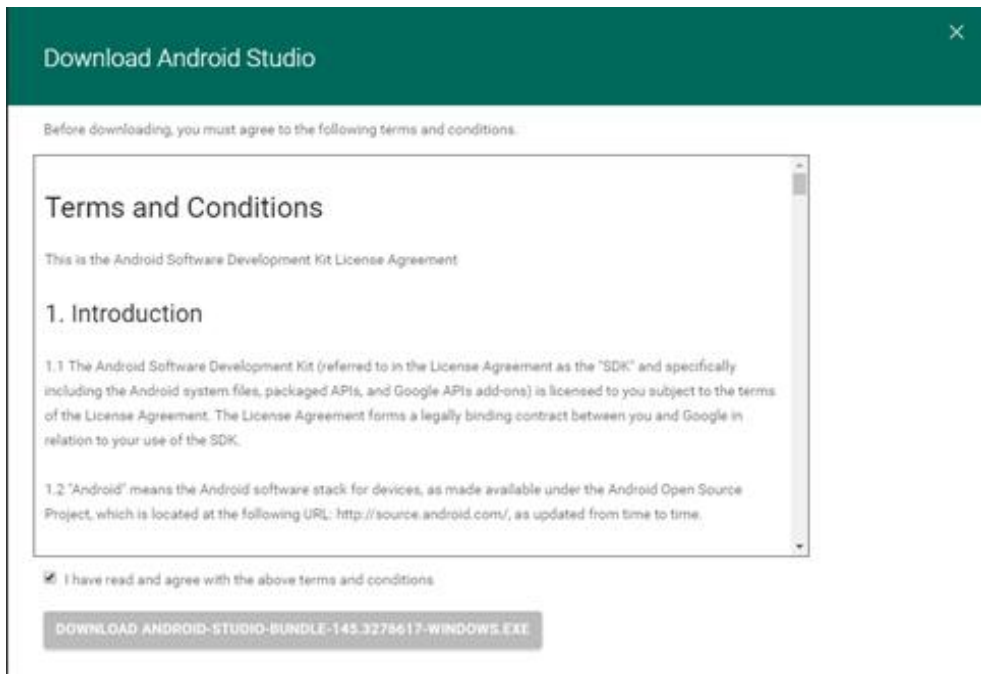 Download Android Studio
Before downloading, you must agree to the following terms and conditions.
Terms and Conditions
This is the Android Software Development Kit License Agreement
1. Introduction
1.1 The Android Software Development Kit (referred to in the License Agreement as the "SDK" and specifically
including the Android system files, packaged APIs, and Google APIs add-ons) is licensed to you subject to the terms
of the License Agreement. The License Agreement forms a legally binding contract between you and Google in
relation to your use of the SDK.
1.2 "Android" means the Android software stack for devices, as made available under the Android Open Source
Project, which is located at the following URL: http://source.android.com/, as updated from time to time.
I have read and agree with the above terms and conditions
DOWNLOAD ANDROID-STUDIO-BUNDLE-145.3276617-WINDOWS.EXE